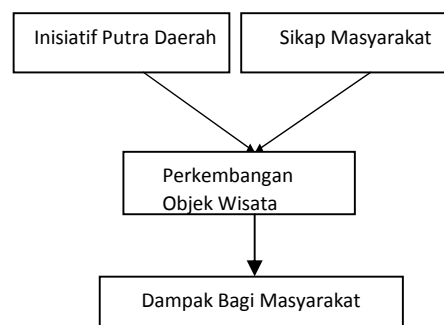 Inisiatif Putra Daerah
Sikap Masyarakat
Perkembangan
Objek Wisata
Dampak Bagi Masyarakat